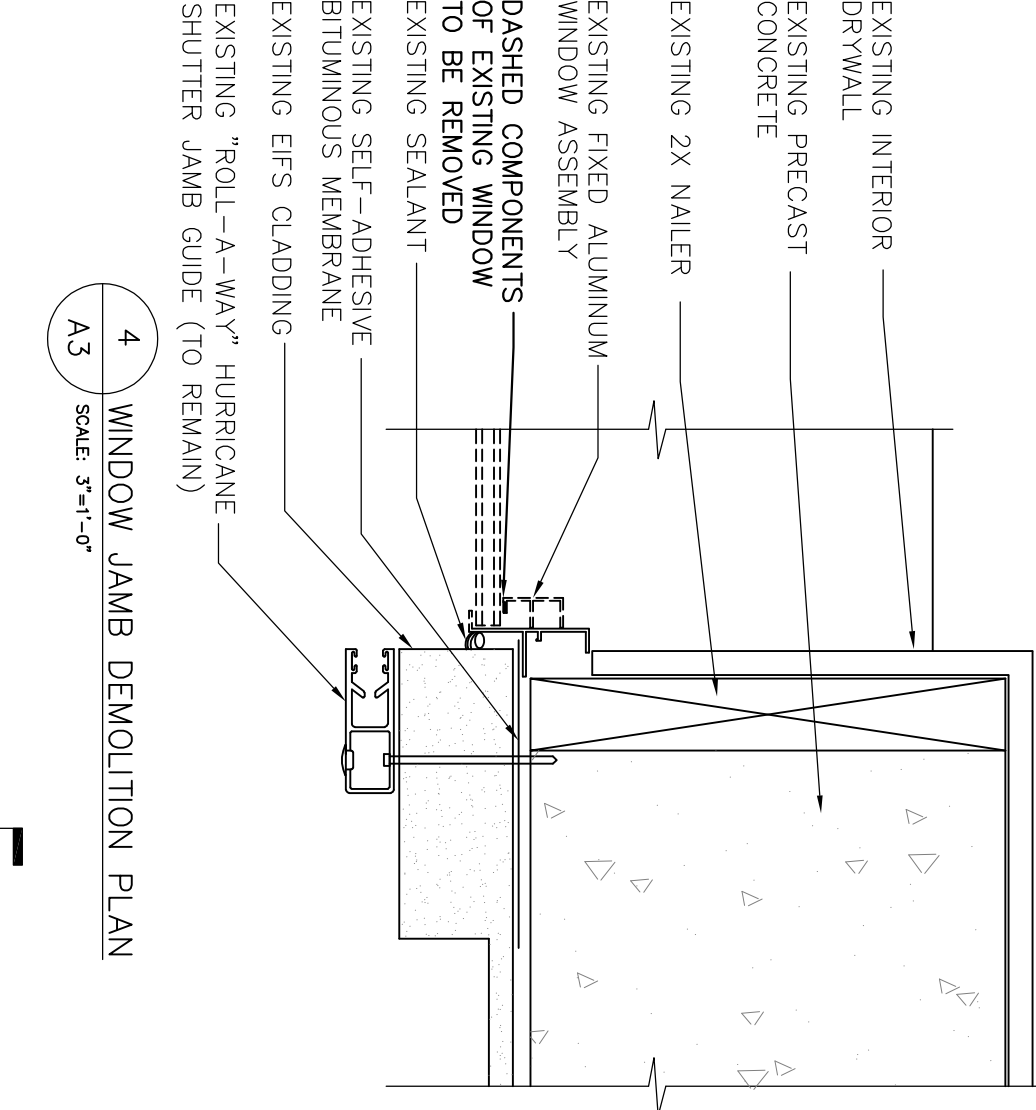 EXISTING INTERIOR
DRYWALL
EXISTING PRECAST
CONCRETE
EXISTING 2X NAILER
EXISTING FIXED ALUMINUM
WINDOW ASSEMBLY
DASHED COMPONENTS
OF EXISTING WINDOW
TO BE REMOVED
EXISTING SEALANT
EXISTING SELF-ADHESIVE
BITUMINOUS MEMBRANE
EXISTING EIFS CLADDING
EXISTING "ROLL-A-WAY" HURRICANE
SHUTTER JAMB GUIDE (TO REMAIN)
4
A3
WINDOW JAMB DEMOLITION PLAN
SCALE: 3"=1'-0"